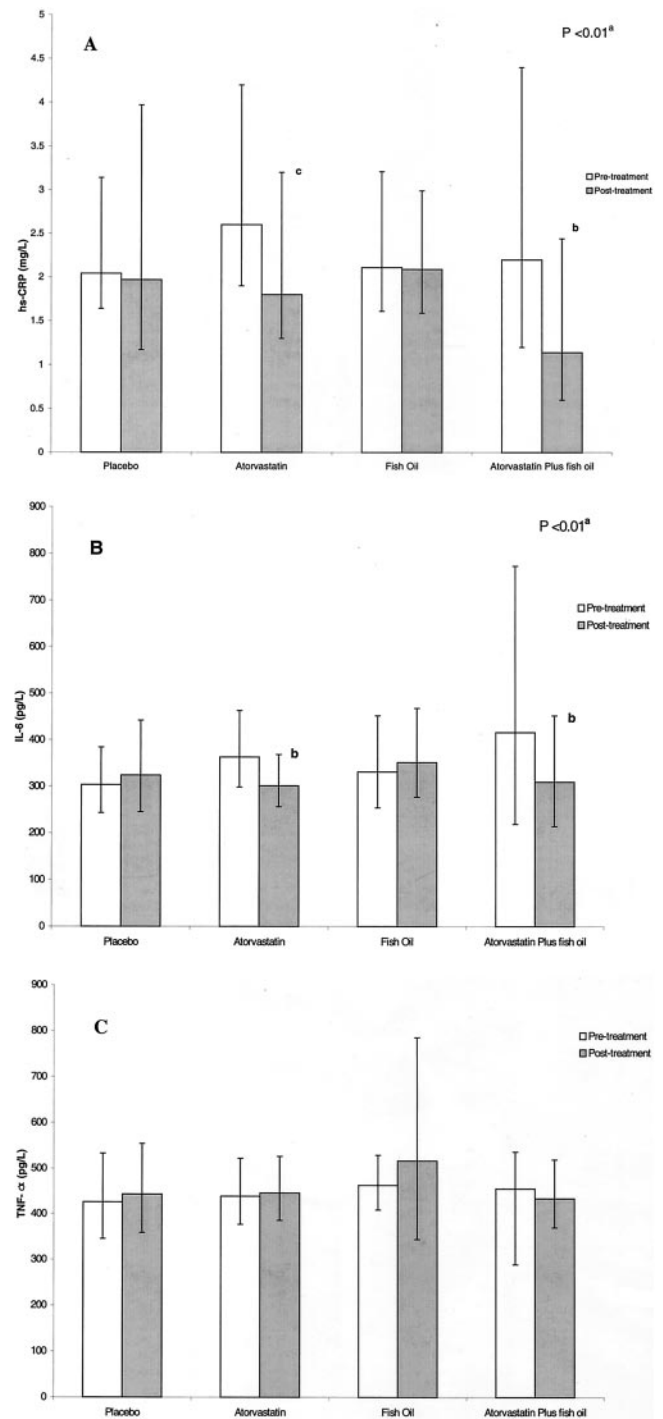 A
P <0.01a
5
4.5
4
3.5
3
2.5
2
1.5
1
0.5
0
hs-CRP (mg/L)
c
b
Pre-treatment
Post-treatment
Placebo
Atorvastatin
Fish Oil
Atorvastatin Plus fish oil
B
P <0.01a
900
800
700
600
500
400
300
200
100
0
IL-6 (pg/L)
b
b
Pre-treatment
Post-treatment
Placebo
Atorvastatin
Fish Oil
Atorvastatin Plus fish oil
C
900
800
700
600
500
400
300
200
100
0
TNF- α (pg/L)
Pre-treatment
Post-treatment
Placebo
Atorvastatin
Fish Oil
Atorvastatin Plus fish oil